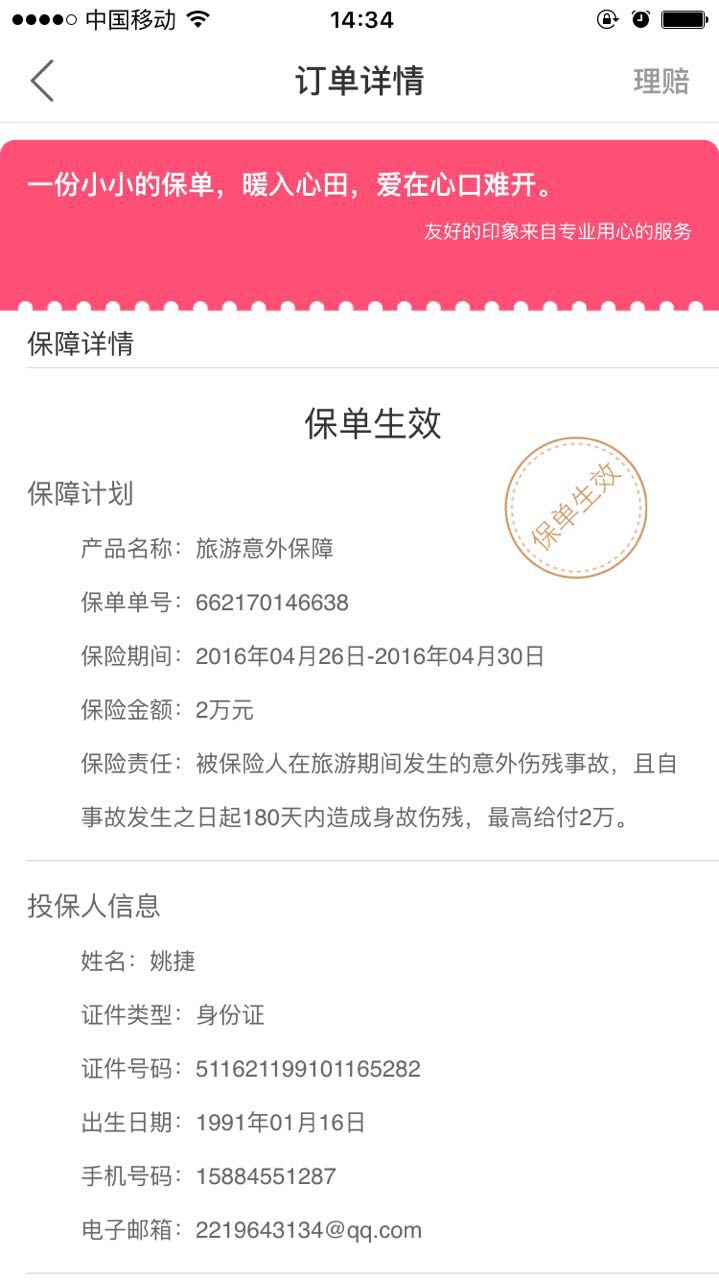 中国移动 14:34
订单详情 理赔
一份小小的保单，暖入心田，爱在心口难开。
友好的印象来自专业用心的服务
保障详情
保单生效
保单生效
保障计划
产品名称：旅游意外保障
保单单号：662170146638
保险期间：2016年04月26日-2016年04月30日
保险金额：2万元
保险责任：被保险人在旅游期间发生的意外伤残事故，且自
事故发生之日起180天内造成身故伤残，最高给付2万。
投保人信息
姓名：姚捷
证件类型：身份证
证件号码：511621199101165282
出生日期：1991年01月16日
手机号码：15884551287
电子邮箱：2219643134@qq.com